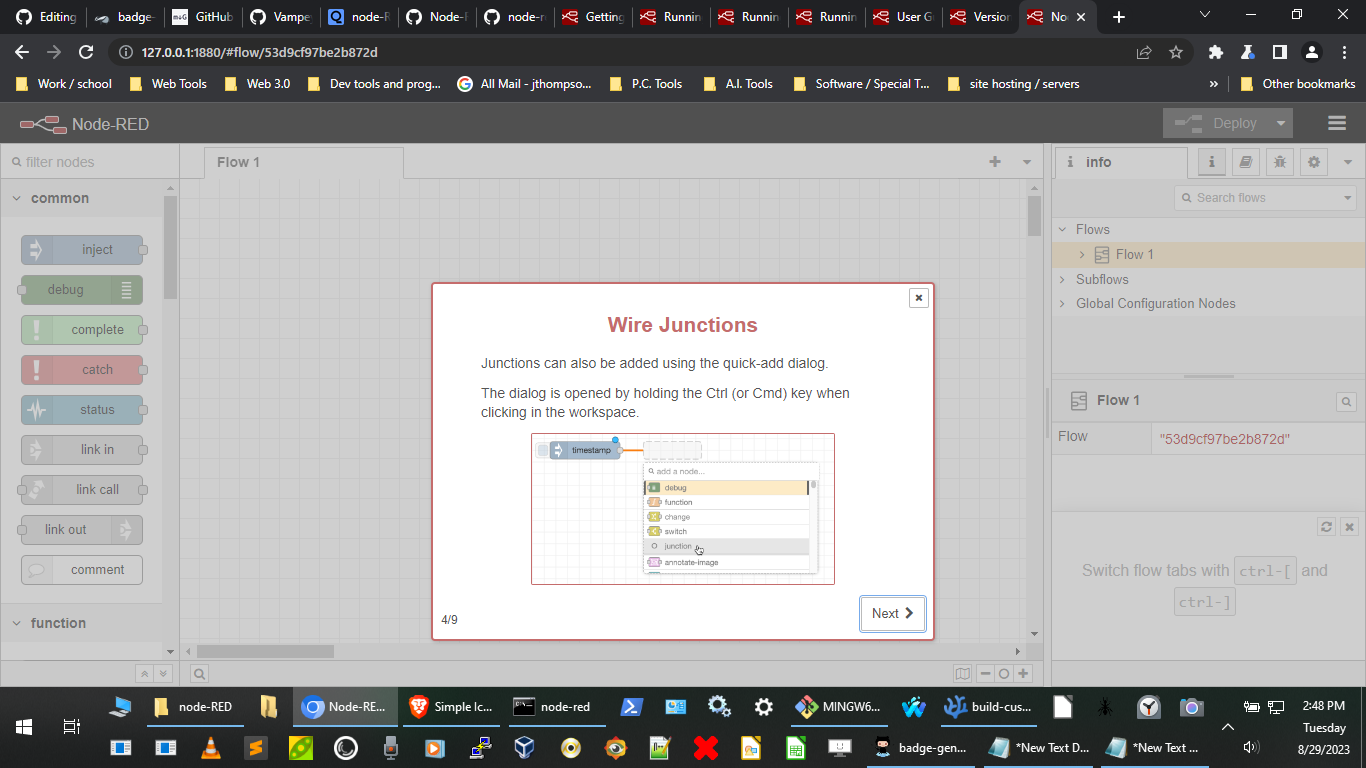 Editing
badge-
GitHub
Vampe
node-R
Node-R
node-r
Getting
Runnin
Runnin
Runnin
User G
Version
No
127.0.0.1:1880/#flow/53d9cf97be2b872d
Work / school
Web Tools
Web 3.0
Dev tools and prog...
All Mail - jthompso...
P.C. Tools
A.I. Tools
Software / Special T...
site hosting / servers
»
Other bookmarks
Node-RED
Deploy
filter nodes
Flow 1
info
common
Search flows
inject
Flows
Flow 1
debug
Subflows
Global Configuration Nodes
complete
catch
status
link in
link call
link out
comment
function
Wire Junctions
Junctions can also be added using the quick-add dialog.
The dialog is opened by holding the Ctrl (or Cmd) key when
clicking in the workspace.
timestamp
add a node...
debug
function
change
switch
junction
annotate-image
4/9
Next
Flow 1
Flow
"53d9cf97be2b872d"
Switch flow tabs with ctrl-[ and
ctrl-]
node-RED
Node-RE...
Simple Ic...
node-red
MINGW6...
build-cus...
2:48 PM
Tuesday
8/29/2023
badge-gen...
*New Text D...
*New Text ...